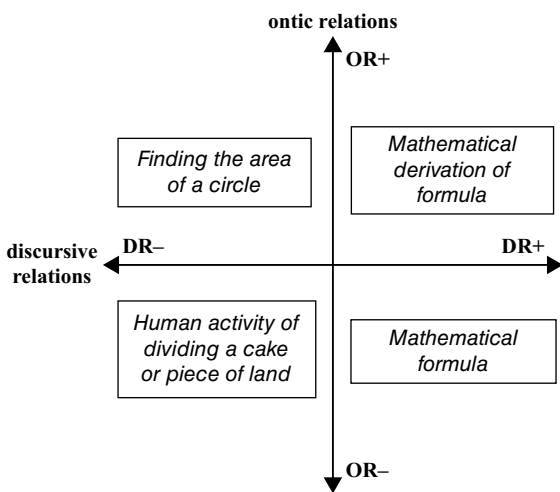 ontic relations
OR+
Finding the area
of a circle
Mathematical
derivation of
formula
discursive
relations
DR–
DR+
Human activity of
dividing a cake
or piece of land
Mathematical
formula
OR–